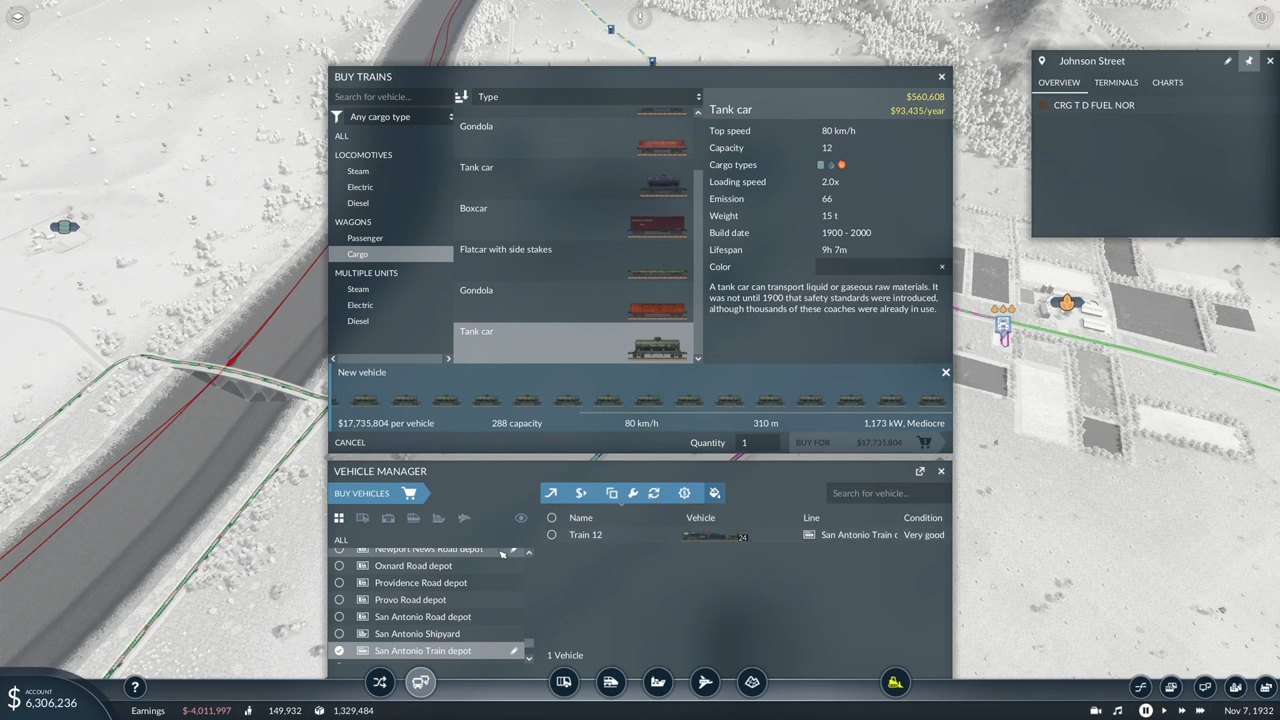 BUY TRAINS
Search for vehicle...
Type
Any cargo type
ALL
LOCOMOTIVES
Steam
Electric
Diesel
WAGONS
Passenger
Cargo
MULTIPLE UNITS
Steam
Electric
Diesel
Gondola
Tank car
Boxcar
Flatcar with side stakes
Gondola
Tank car
$560,608
Tank car
$93,435/year
Top speed 80 km/h
Capacity 12
Cargo types
Loading speed 2.0x
Emission 66
Weight 15 t
Build date 1900 - 2000
Lifespan 9h 7m
Color
A tank car can transport liquid or gaseous raw materials. It
was not until 1900 that safety standards were introduced,
although thousands of these coaches were already in use.
New vehicle
$17,735,804 per vehicle 288 capacity 80 km/h 310 m 1,173 kW, Mediocre
CANCEL Quantity 1 BUY FOR $17,735,804
VEHICLE MANAGER
BUY VEHICLES
Search for vehicle...
ALL
Newport News Road depot
Oxnard Road depot
Providence Road depot
Provo Road depot
San Antonio Road depot
San Antonio Shipyard
San Antonio Train depot
Name Vehicle Line Condition
Train 12 24 San Antonio Train c Very good
1 Vehicle
Johnson Street
OVERVIEW TERMINALS CHARTS
CRG T D FUEL NOR
$ ACCOUNT
6,306,236
?
Earnings $-4,011,997 149,932 1,329,484
Nov 7, 1932